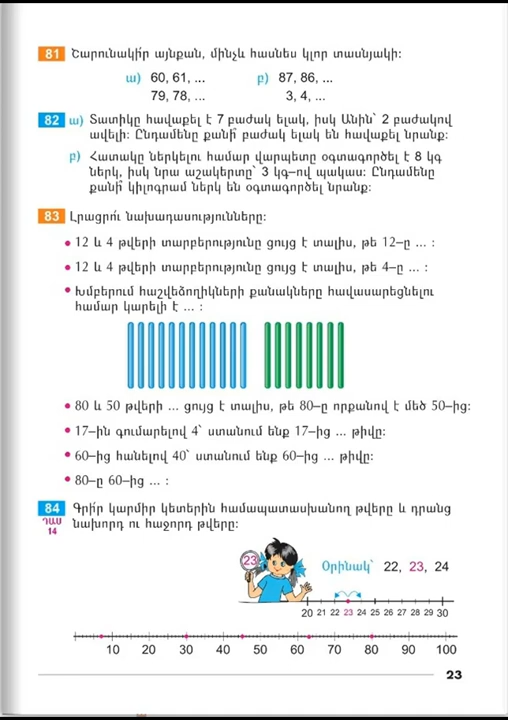 81 Շարունակի՛ր այնքան, մինչև հասնես կլոր տասնյակի:
ա) 60, 61, ... բ) 87, 86, ...
79, 78, ... 3, 4, ...
82 ա) Տատիկը հավաքել է 7 բաժակ ելակ, իսկ Անին՝ 2 բաժակով
ավելի: Ընդամենը քանի՞ բաժակ ելակ են հավաքել նրանք:
բ) Հատակը ներկելու համար վարպետը օգտագործել է 8 կգ
ներկ, իսկ նրա աշակերտը՝ 3 կգ–ով պակաս: Ընդամենը
քանի՞ կիլոգրամ ներկ են օգտագործել նրանք:
83 Լրացրո՛ւ նախադասությունները:
• 12 և 4 թվերի տարբերությունը ցույց է տալիս, թե 12–ը ... :
• 12 և 4 թվերի տարբերությունը ցույց է տալիս, թե 4–ը ... :
• Խմբերում հաշվեձողիկների քանակները հավասարեցնելու
համար կարելի է ... :
• 80 և 50 թվերի ... ցույց է տալիս, թե 80–ը որքանով է մեծ 50–ից:
• 17–ին գումարելով 4՝ ստանում ենք 17–ից ... թիվը:
• 60–ից հանելով 40՝ ստանում ենք 60–ից ... թիվը:
• 80–ը 60–ից ... :
84 Գրի՛ր կարմիր կետերին համապատասխանող թվերը և դրանց
ԴԱՍ 14 նախորդ ու հաջորդ թվերը:
23 Օրինակ՝ 22, 23, 24
20 21 22 23 24 25 26 27 28 29 30
10 20 30 40 50 60 70 80 90 100
23